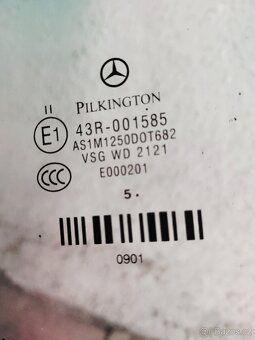 II
PILKINGTON
E1
43R-001585
AS1M1250DOT682
VSG WD 2121
CCC
E000201
5.
0901